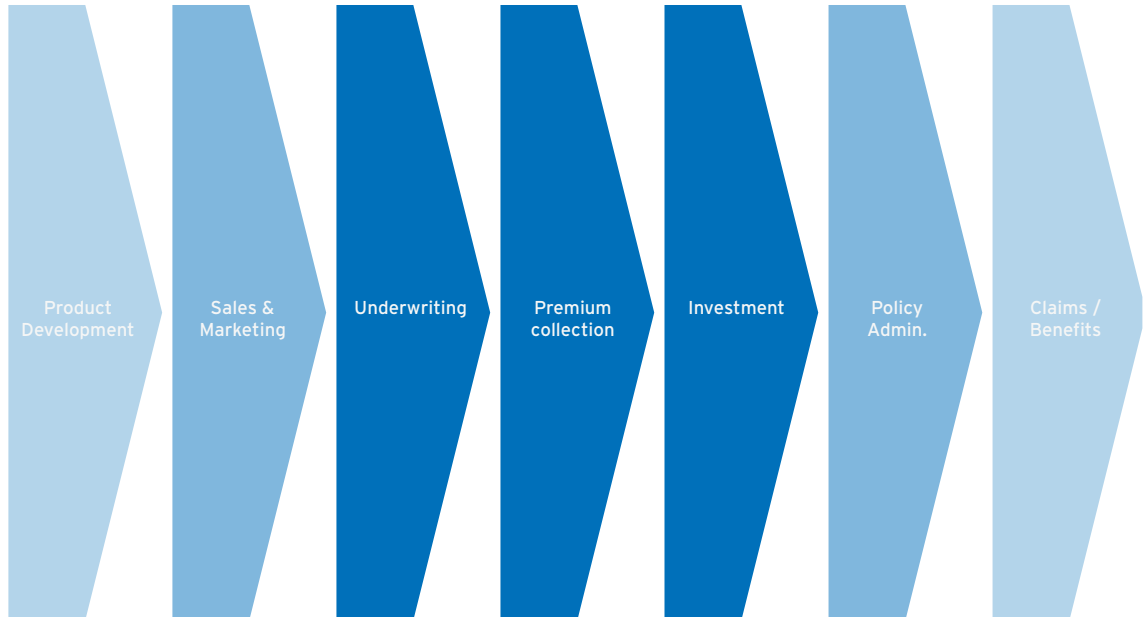 Product
Development
Sales &
Marketing
Underwriting
Premium
collection
Investment
Policy
Admin.
Claims /
Benefits